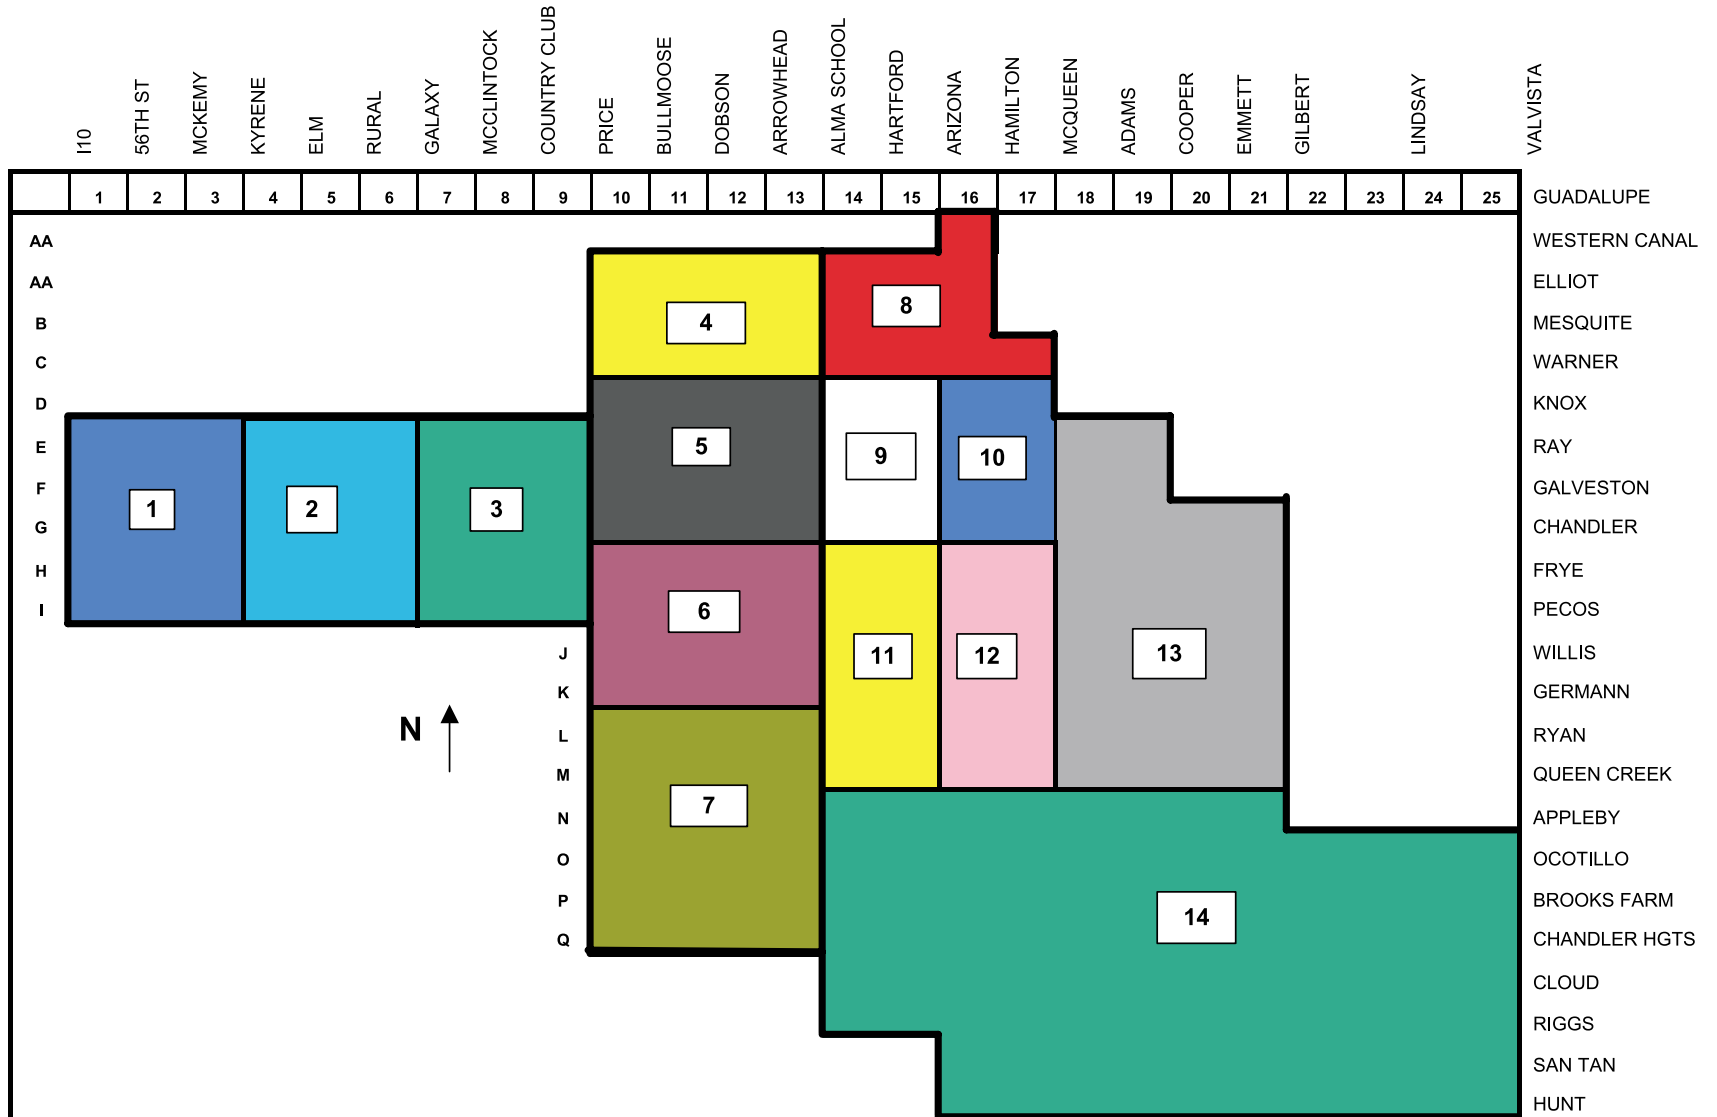 I10
56TH ST
MCKEMY
KYRENE
ELM
RURAL
GALAXY
MCCLINTOCK
COUNTRY CLUB
PRICE
BULLMOOSE
DOBSON
ARROWHEAD
ALMA SCHOOL
HARTFORD
ARIZONA
HAMILTON
MCQUEEN
ADAMS
COOPER
EMMETT
GILBERT
LINDSAY
VALVISTA
1 2 3 4 5 6 7 8 9 10 11 12 13 14 15 16 17 18 19 20 21 22 23 24 25 GUADALUPE
AA WESTERN CANAL
AA ELLIOT
B 4 8 MESQUITE
C WARNER
D KNOX
E 5 9 10 RAY
F 1 2 3 GALVESTON
G CHANDLER
H FRYE
I 6 PECOS
J 11 12 13 WILLIS
K GERMANN
N L RYAN
M QUEEN CREEK
7
N APPLEBY
O OCOTILLO
P 14 BROOKS FARM
Q CHANDLER HGTS
CLOUD
RIGGS
SAN TAN
HUNT